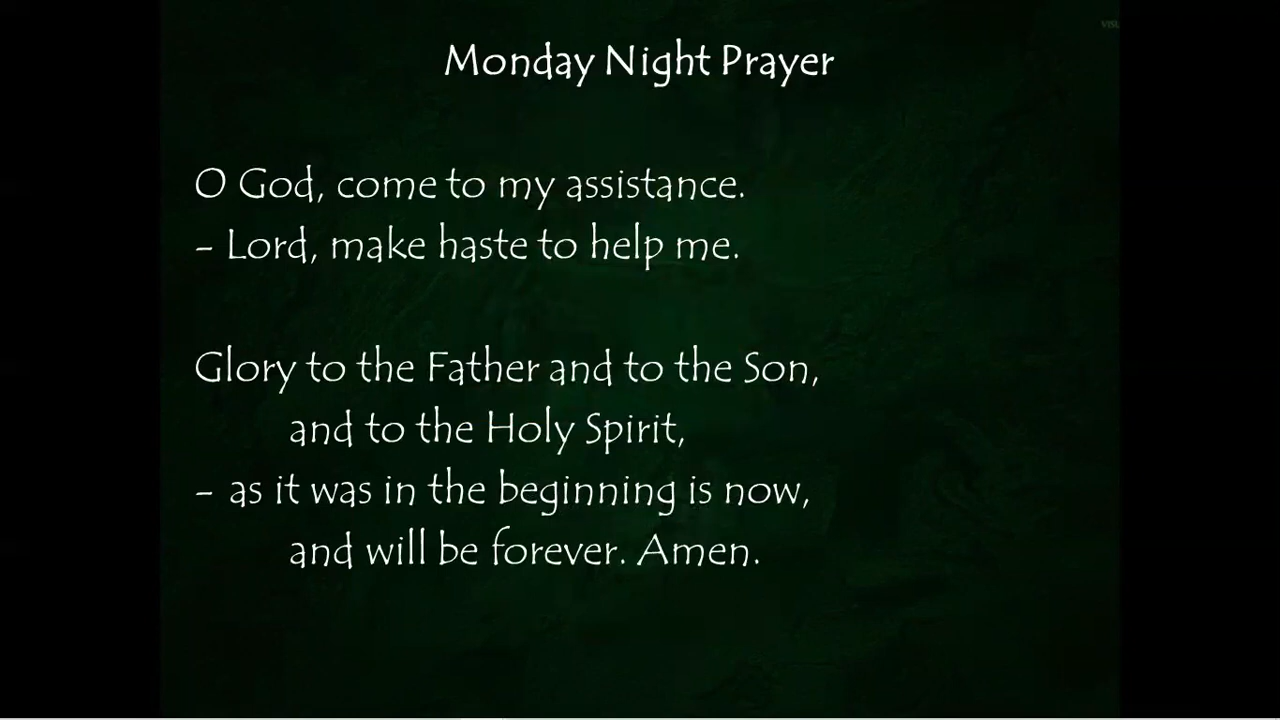 Monday Night Prayer
O God, come to my assistance.
- Lord, make haste to help me.
Glory to the Father and to the Son,
and to the Holy Spirit,
- as it was in the beginning is now,
and will be forever. Amen.